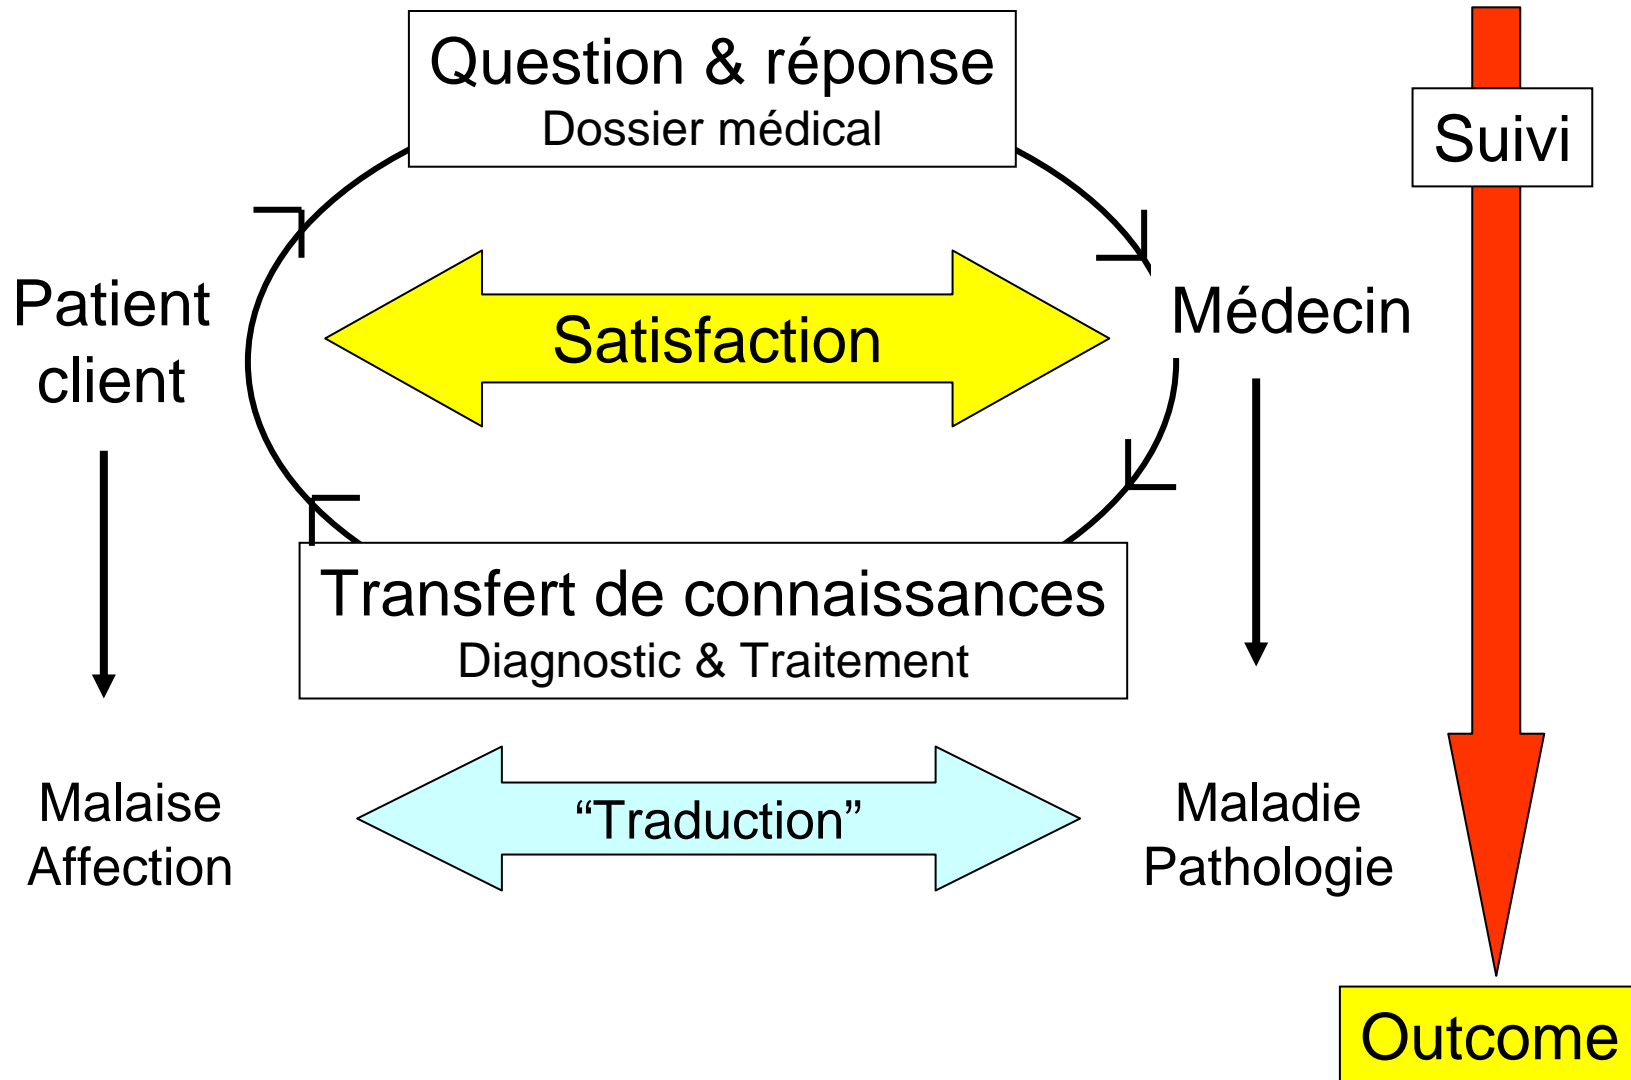 Question & réponse
Dossier médical
Suivi
Patient
client
Satisfaction
Médecin
Transfert de connaissances
Diagnostic & Traitement
Malaise
Affection
“Traduction”
Maladie
Pathologie
Outcome